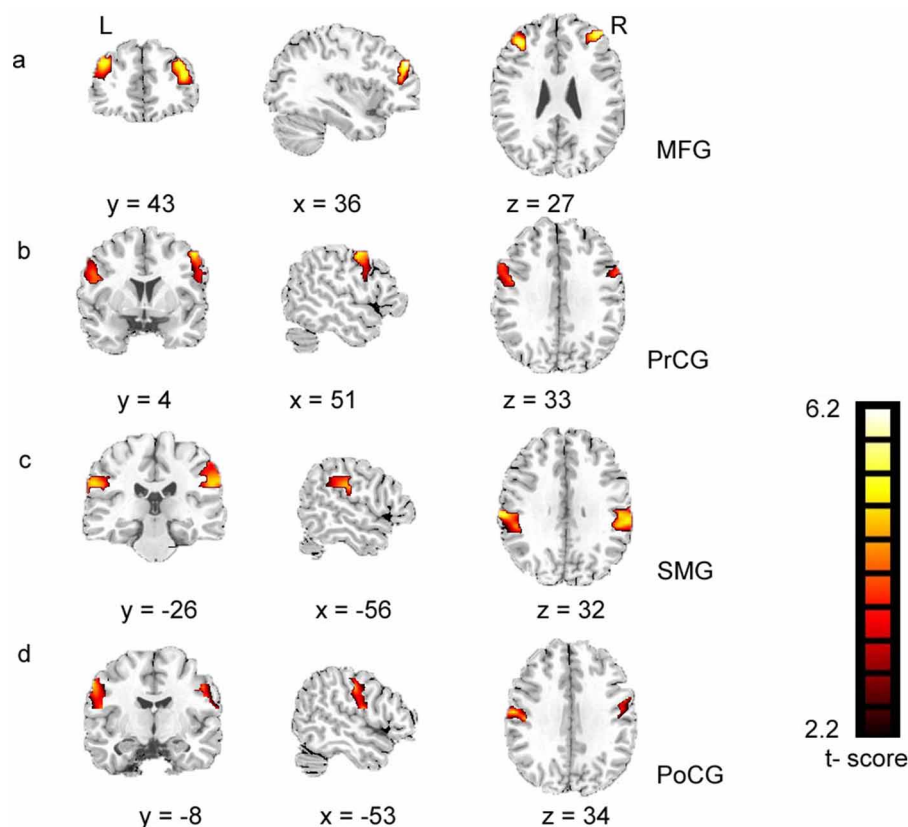 L
R
a
MFG
y = 43 x = 36 z = 27
b
PrCG
y = 4 x = 51 z = 33
6.2
c
SMG
y = -26 x = -56 z = 32
d
2.2
t- score
PoCG
y = -8 x = -53 z = 34